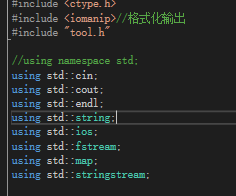 #include <ctype.h>
#include <iomanip>//格式化输出
#include "tool.h"
//using namespace std;
using std::cin;
using std::cout;
using std::endl;
using std::string;
using std::ios;
using std::fstream;
using std::map;
using std::stringstream;